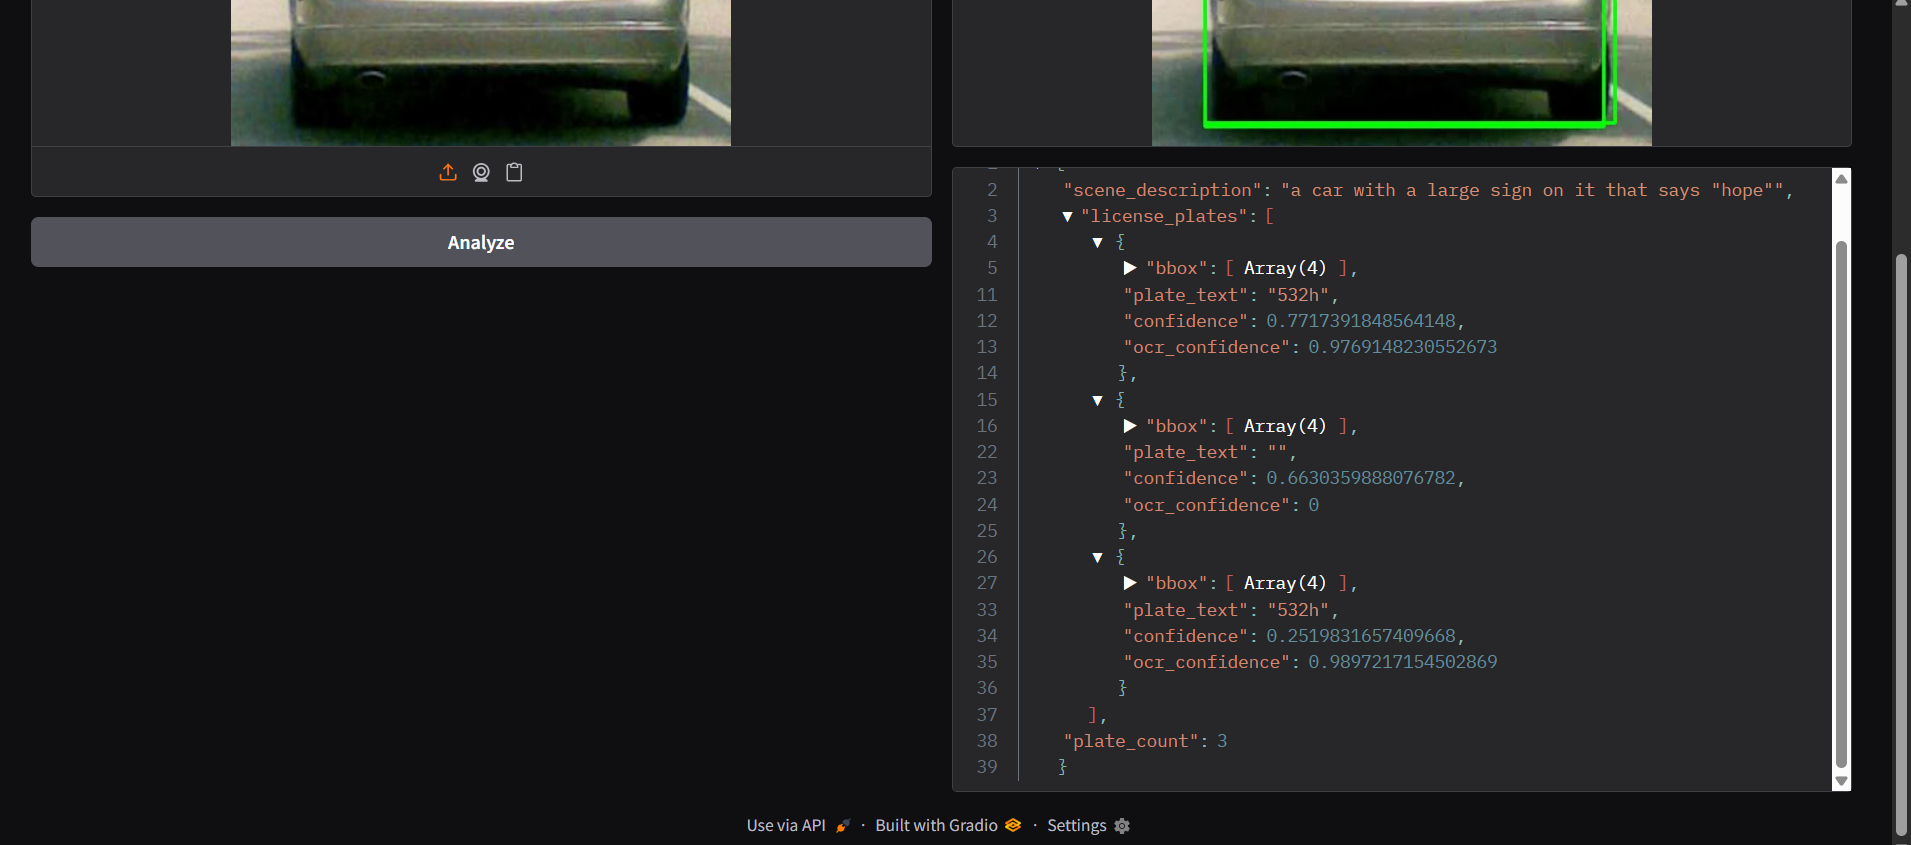 Analyze
2 "scene_description": "a car with a large sign on it that says "hope"",
3 ▼ "license_plates": [
4 ▼ {
5 ▶ "bbox": [ Array(4) ],
11 "plate_text": "532h",
12 "confidence": 0.7717391848564148,
13 "ocr_confidence": 0.9769148230552673
14 },
15 ▼ {
16 ▶ "bbox": [ Array(4) ],
22 "plate_text": "",
23 "confidence": 0.6630359888076782,
24 "ocr_confidence": 0
25 },
26 ▼ {
27 ▶ "bbox": [ Array(4) ],
33 "plate_text": "532h",
34 "confidence": 0.2519831657409668,
35 "ocr_confidence": 0.9897217154502869
36 }
37 ],
38 "plate_count": 3
39 }
Use via API · Built with Gradio · Settings